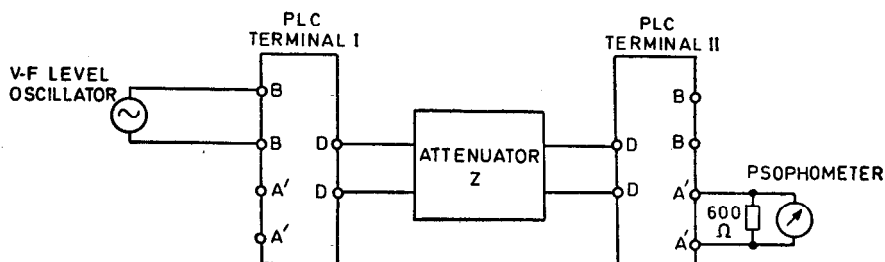 PLC
TERMINAL I
PLC
TERMINAL II
V-F LEVEL
OSCILLATOR
B
B
D
D
A′
A′
ATTENUATOR
Z
B
B
D
D
A′
A′
PSOPHOMETER
600
Ω